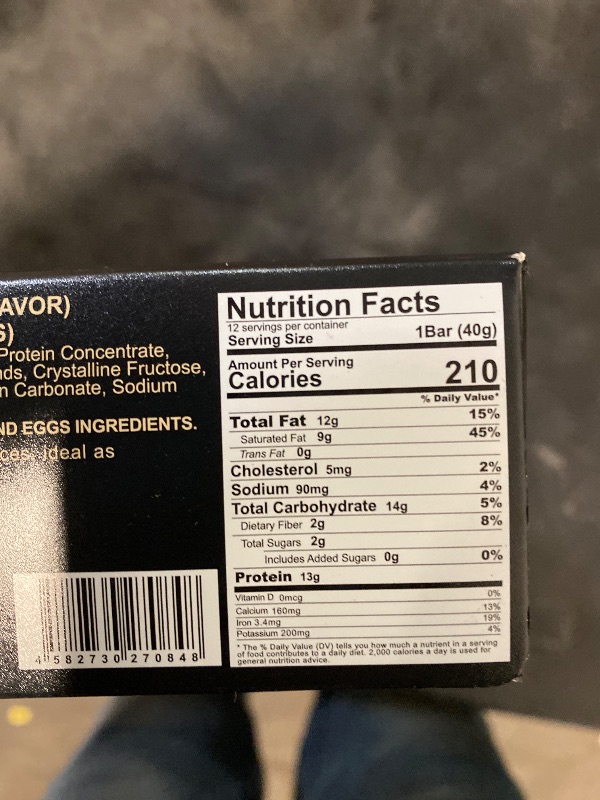 AVOR)
S)
Protein Concentrate,
nds, Crystalline Fructose,
n Carbonate, Sodium
ND EGGS INGREDIENTS.
ces ideal as
4 582730 270848
Nutrition Facts
12 servings per container
Serving Size 1Bar (40g)
Amount Per Serving
Calories 210
% Daily Value*
Total Fat 12g 15%
Saturated Fat 9g 45%
Trans Fat 0g
Cholesterol 5mg 2%
Sodium 90mg 4%
Total Carbohydrate 14g 5%
Dietary Fiber 2g 8%
Total Sugars 2g
Includes Added Sugars 0g 0%
Protein 13g
Vitamin D 0mcg 0%
Calcium 160mg 13%
Iron 3.4mg 19%
Potassium 200mg 4%
* The % Daily Value (DV) tells you how much a nutrient in a serving
of food contributes to a daily diet. 2,000 calories a day is used for
general nutrition advice.